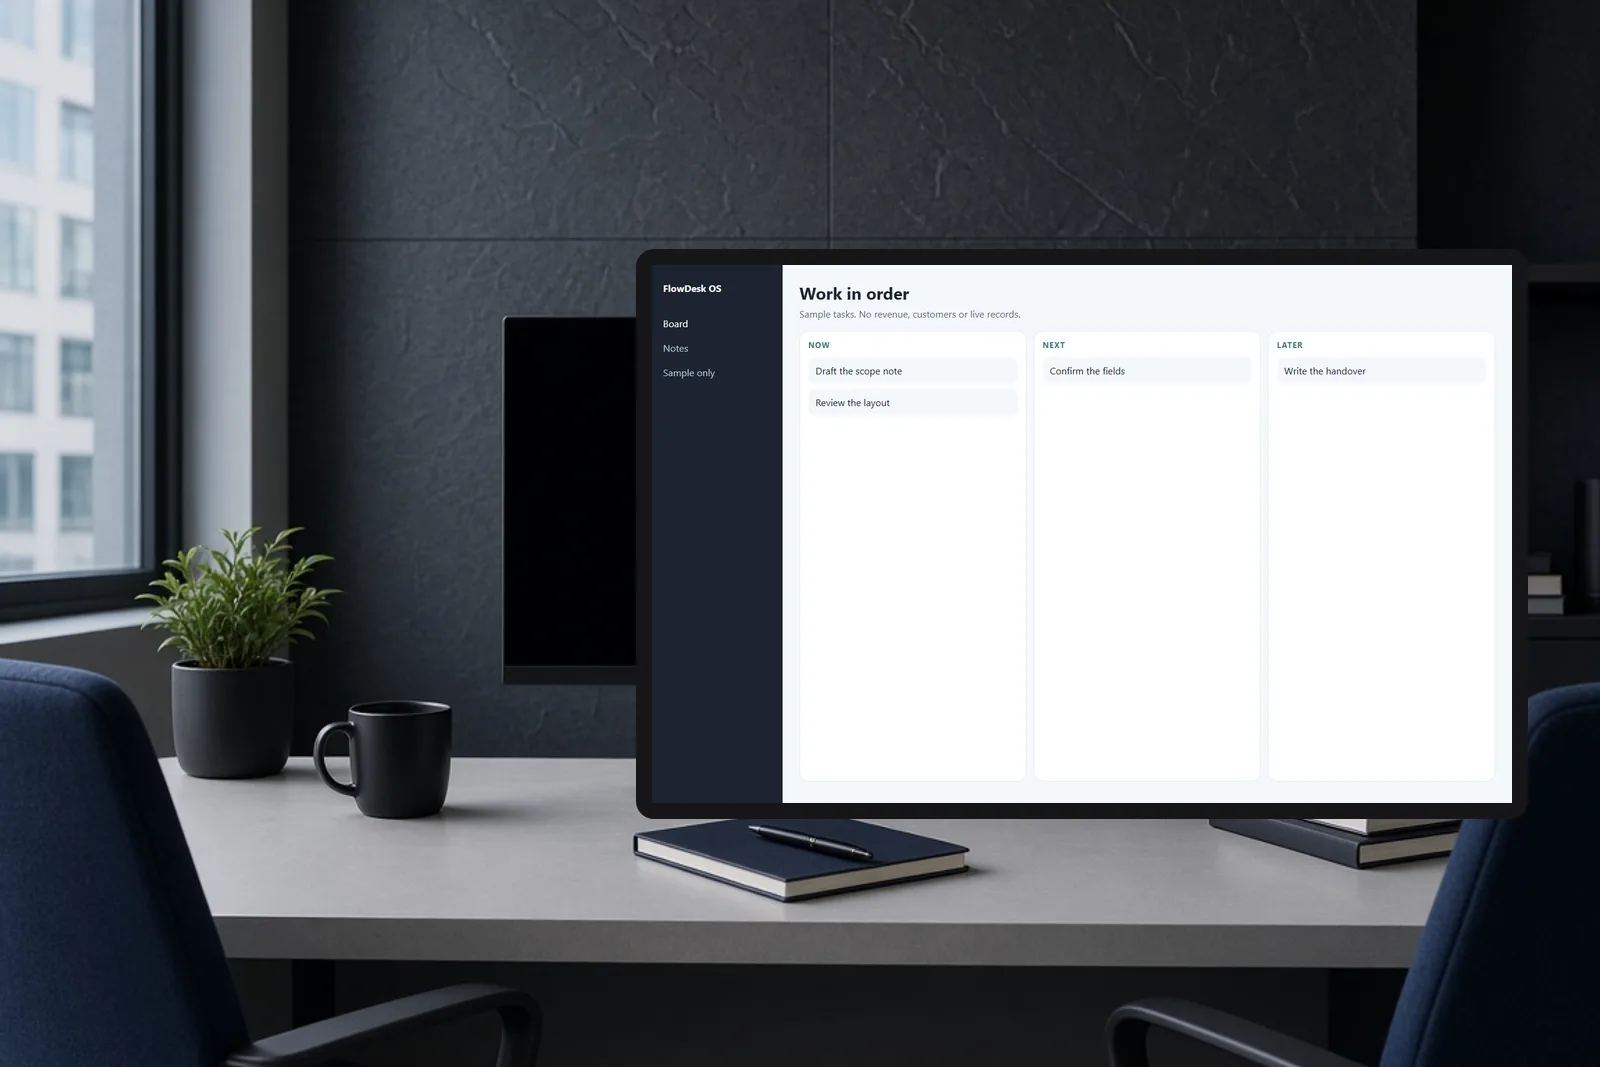 FlowDesk OS
Board
Notes
Sample only
Work in order
Sample tasks. No revenue, customers or live records.
NOW
Draft the scope note
Review the layout
NEXT
Confirm the fields
LATER
Write the handover